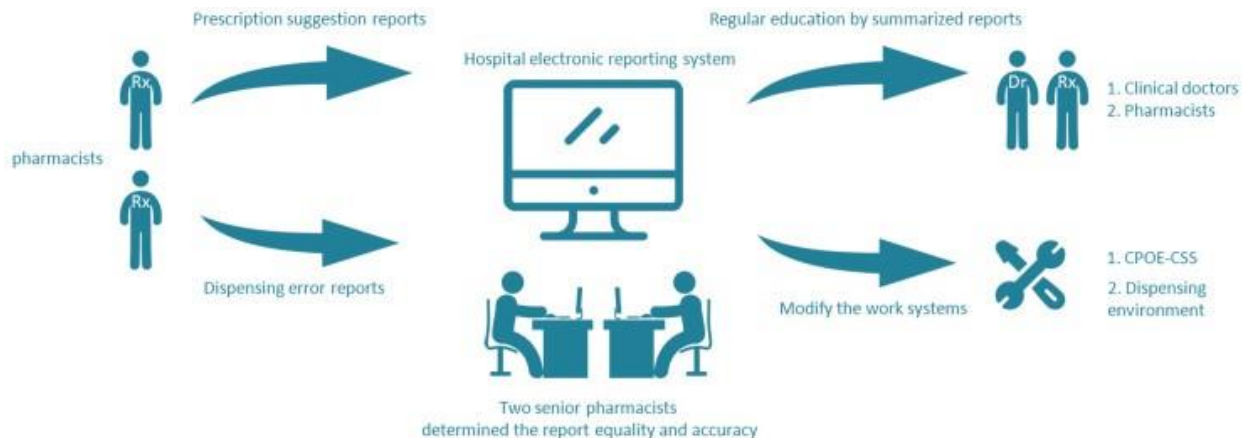 Prescription suggestion reports
Regular education by summarized reports
Hospital electronic reporting system
Rx
Dr
Rx
1. Clinical doctors
2. Pharmacists
pharmacists
Rx
Dispensing error reports
1. CPOE-CSS
2. Dispensing
environment
Modify the work systems
Two senior pharmacists
determined the report equality and accuracy